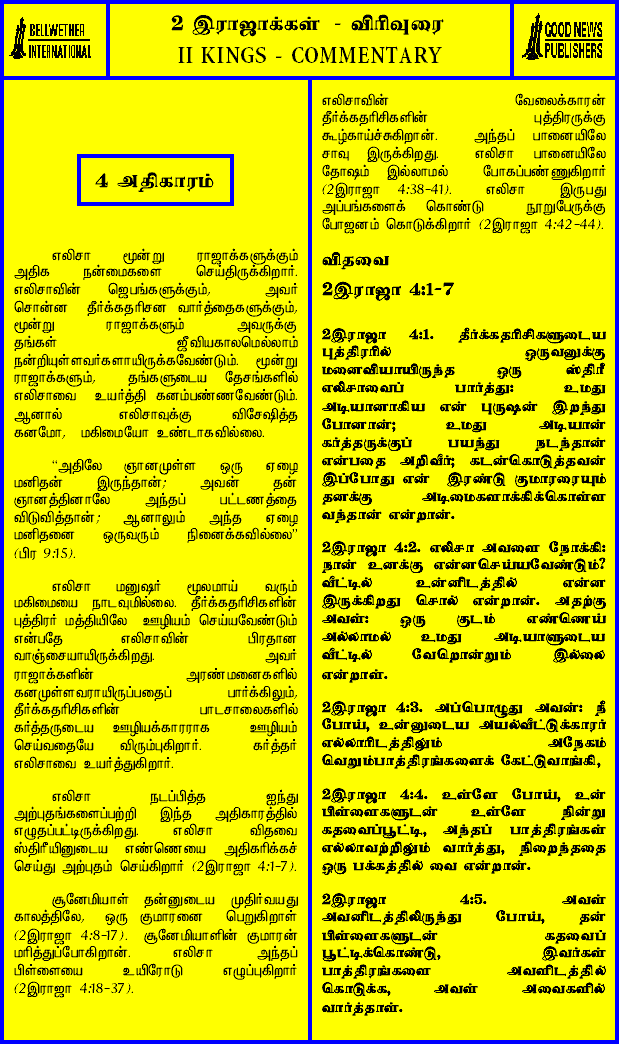 BELLWETHER
INTERNATIONAL
2 இராஜாக்கள் - விரிவுரை
II KINGS - COMMENTARY
GOOD NEWS
PUBLISHERS
4 அதிகாரம்
எலிசா மூன்று ராஜாக்களுக்கும்
அதிக நன்மைகளை செய்திருக்கிறார்.
எலிசாவின் ஜெபங்களுக்கும், அவர்
சொன்ன தீர்க்கதரிசன வார்த்தைகளுக்கும்,
மூன்று ராஜாக்களும் அவருக்கு
தங்கள் ஜீவியகாலமெல்லாம்
நன்றியுள்ளவர்களாயிருக்கவேண்டும். மூன்று
ராஜாக்களும், தங்களுடைய தேசங்களில்
எலிசாவை உயர்த்தி கனம்பண்ணவேண்டும்.
ஆனால் எலிசாவுக்கு விசேஷித்த
கனமோ, மகிமையோ உண்டாகவில்லை.
“அதிலே ஞானமுள்ள ஒரு ஏழை
மனிதன் இருந்தான்; அவன் தன்
ஞானத்தினாலே அந்தப் பட்டணத்தை
விடுவித்தான்; ஆனாலும் அந்த ஏழை
மனிதனை ஒருவரும் நினைக்கவில்லை”
(பிர 9:15).
எலிசா மனுஷர் மூலமாய் வரும்
மகிமையை நாடவுமில்லை. தீர்க்கதரிசிகளின்
புத்திரர் மத்தியிலே ஊழியம் செய்யவேண்டும்
என்பதே எலிசாவின் பிரதான
வாஞ்சையாயிருக்கிறது. அவர்
ராஜாக்களின் அரண்மனைகளில்
கனமுள்ளவராயிருப்பதைப் பார்க்கிலும்,
தீர்க்கதரிசிகளின் பாடசாலைகளில்
கர்த்தருடைய ஊழியக்காரராக ஊழியம்
செய்வதையே விரும்புகிறார். கர்த்தர்
எலிசாவை உயர்த்துகிறார்.
எலிசா நடப்பித்த ஐந்து
அற்புதங்களைப்பற்றி இந்த அதிகாரத்தில்
எழுதப்பட்டிருக்கிறது. எலிசா விதவை
ஸ்திரீயினுடைய எண்ணெயை அதிகரிக்கச்
செய்து அற்புதம் செய்கிறார் (2இராஜா 4:1-7).
சூனேமியாள் தன்னுடைய முதிர்வயது
காலத்திலே, ஒரு குமாரனை பெறுகிறாள்
(2இராஜா 4:8-17). சூனேமியாளின் குமாரன்
மரித்துப்போகிறான். எலிசா அந்தப்
பிள்ளையை உயிரோடு எழுப்புகிறார்
(2இராஜா 4:18-37).
எலிசாவின் வேலைக்காரன்
தீர்க்கதரிசிகளின் புத்திரருக்கு
கூழ்காய்ச்சுகிறான். அந்தப் பானையிலே
சாவு இருக்கிறது. எலிசா பானையிலே
தோஷம் இல்லாமல் போகப்பண்ணுகிறார்
(2இராஜா 4:38-41). எலிசா இருபது
அப்பங்களைக் கொண்டு நூறுபேருக்கு
போஜனம் கொடுக்கிறார் (2இராஜா 4:42-44).
விதவை
2இராஜா 4:1-7
2இராஜா 4:1. தீர்க்கதரிசிகளுடைய
புத்திரரில் ஒருவனுக்கு
மனைவியாயிருந்த ஒரு ஸ்திரீ
எலிசாவைப் பார்த்து: உமது
அடியானாகிய என் புருஷன் இறந்து
போனான்; உமது அடியான்
கர்த்தருக்குப் பயந்து நடந்தான்
என்பதை அறிவீர்; கடன்கொடுத்தவன்
இப்போது என் இரண்டு குமாரரையும்
தனக்கு அடிமைகளாக்கிக்கொள்ள
வந்தான் என்றான்.
2இராஜா 4:2. எலிசா அவளை நோக்கி:
நான் உனக்கு என்னசெய்யவேண்டும்?
வீட்டில் உன்னிடத்தில் என்ன
இருக்கிறது சொல் என்றான். அதற்கு
அவள்: ஒரு குடம் எண்ணெய்
அல்லாமல் உமது அடியாளுடைய
வீட்டில் வேறொன்றும் இல்லை
என்றாள்.
2இராஜா 4:3. அப்பொழுது அவன்: நீ
போய், உன்னுடைய அயல்வீட்டுக்காரர்
எல்லாரிடத்திலும் அநேகம்
வெறும்பாத்திரங்களைக் கேட்டுவாங்கி,
2இராஜா 4:4. உள்ளே போய், உன்
பிள்ளைகளுடன் உள்ளே நின்று
கதவைப்பூட்டி, அந்தப் பாத்திரங்கள்
எல்லாவற்றிலும் வார்த்து, நிறைந்ததை
ஒரு பக்கத்தில் வை என்றான்.
2இராஜா 4:5. அவள்
அவனிடத்திலிருந்து போய், தன்
பிள்ளைகளுடன் கதவைப்
பூட்டிக்கொண்டு, இவர்கள்
பாத்திரங்களை அவளிடத்தில்
கொடுக்க, அவள் அவைகளில்
வார்த்தாள்.